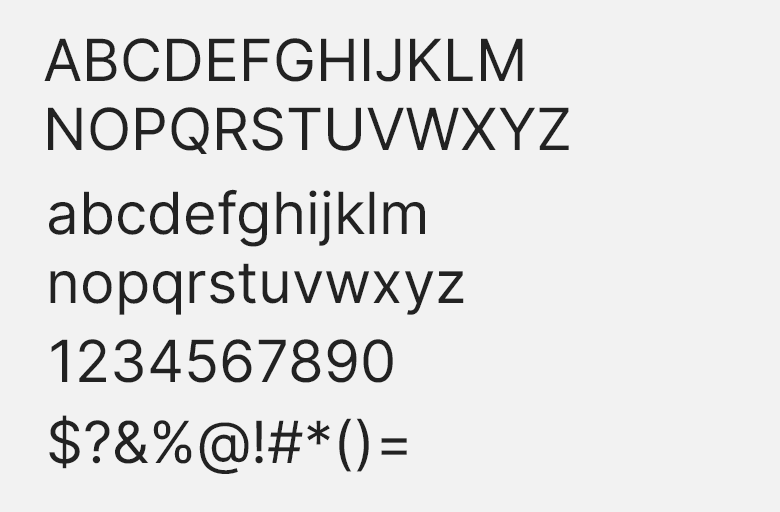 ABCDEFGHIJKLM
NOPQRSTUVWXYZ
abcdefghijklm
nopqrstuvwxyz
1234567890
$?&%@!#*()=